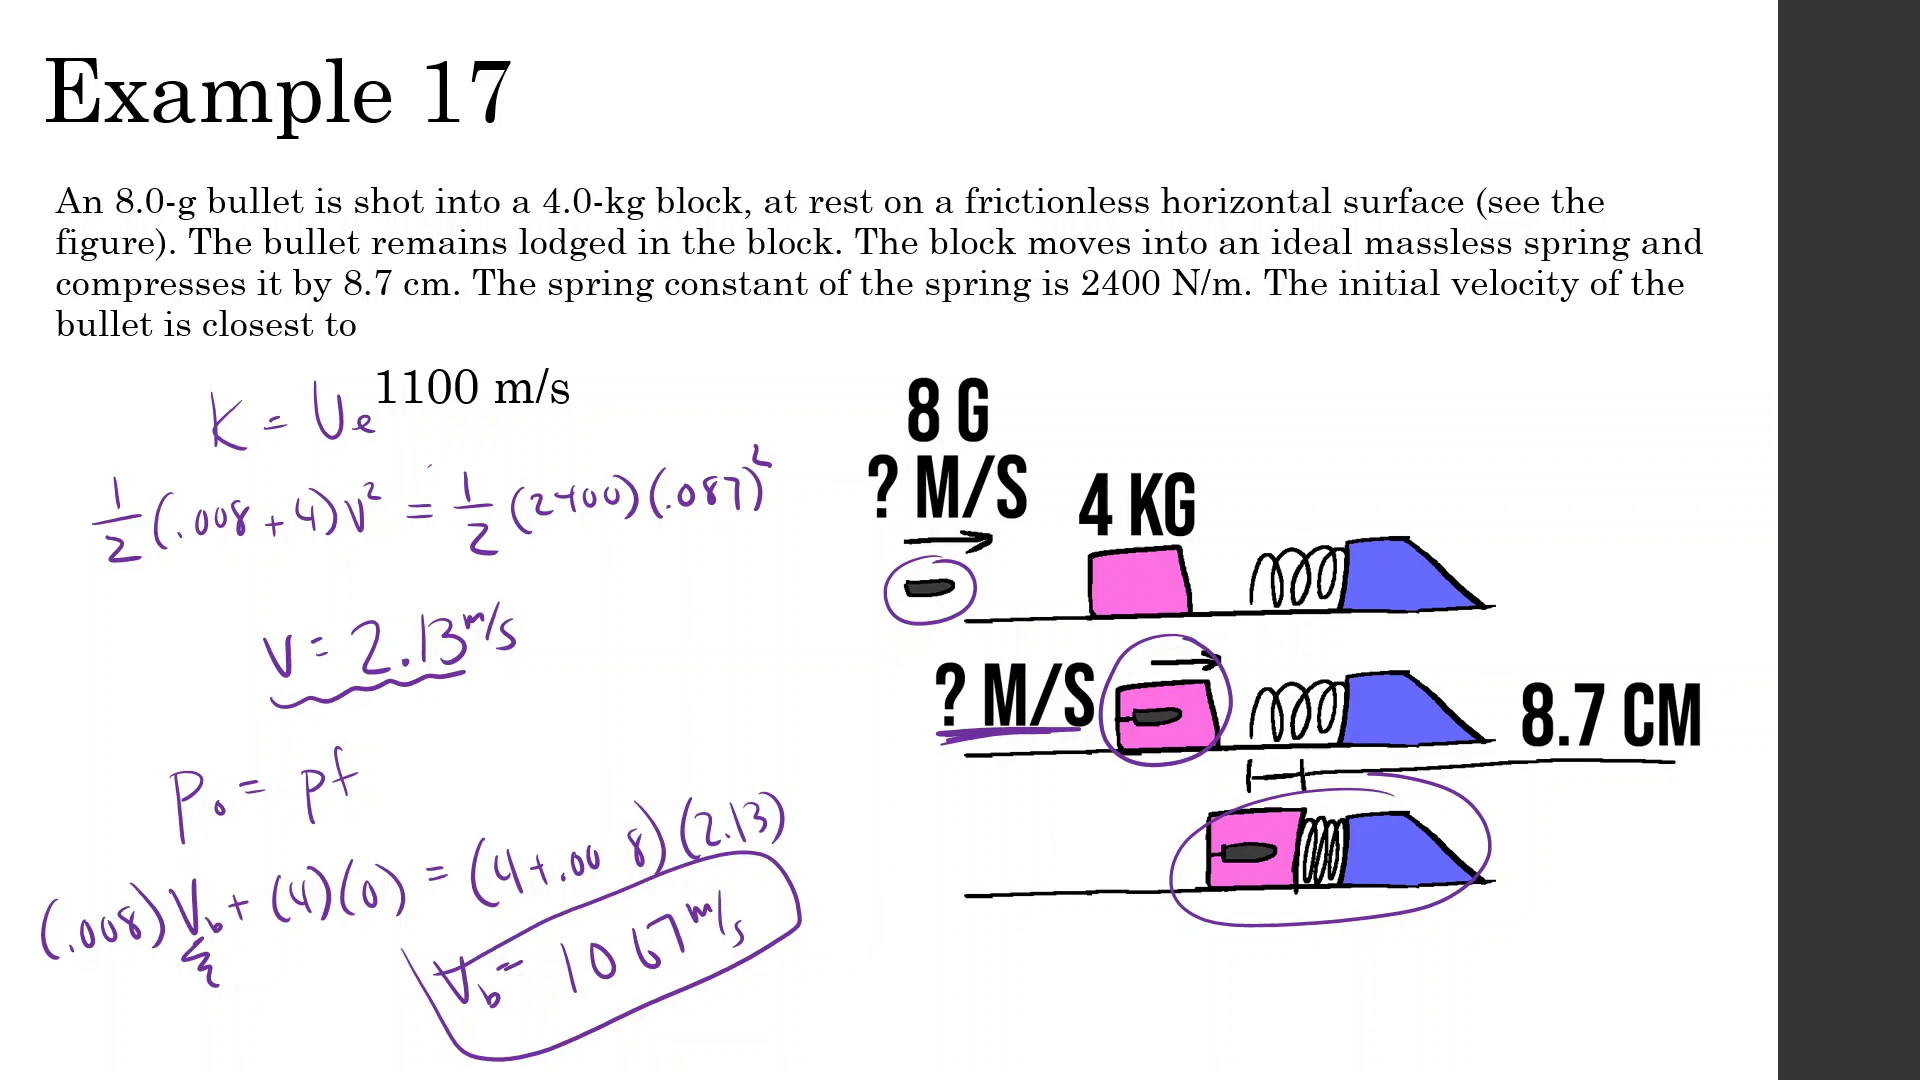 Example 17
An 8.0-g bullet is shot into a 4.0-kg block, at rest on a frictionless horizontal surface (see the
figure). The bullet remains lodged in the block. The block moves into an ideal massless spring and
compresses it by 8.7 cm. The spring constant of the spring is 2400 N/m. The initial velocity of the
bullet is closest to
1100 m/s
K = Ue
1/2 (.008 + 4) V² = 1/2 (2400)(.087)²
V = 2.13 m/s
P₀ = Pf
(.008) Vb + (4)(0) = (4+.008)(2.13)
Vb = 1067 m/s
8 G
? M/S
4 KG
? M/S
8.7 CM